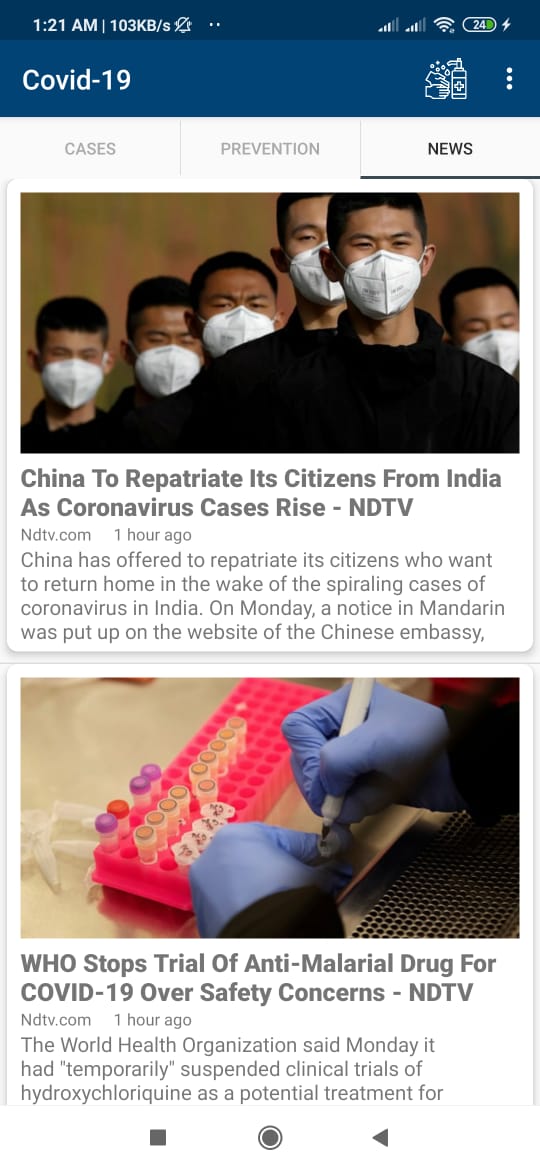 1:21 AM | 103KB/s
24
Covid-19
CASES
PREVENTION
NEWS
China To Repatriate Its Citizens From India
As Coronavirus Cases Rise - NDTV
Ndtv.com 1 hour ago
China has offered to repatriate its citizens who want
to return home in the wake of the spiraling cases of
coronavirus in India. On Monday, a notice in Mandarin
was put up on the website of the Chinese embassy,
WHO Stops Trial Of Anti-Malarial Drug For
COVID-19 Over Safety Concerns - NDTV
Ndtv.com 1 hour ago
The World Health Organization said Monday it
had "temporarily" suspended clinical trials of
hydroxychloriquine as a potential treatment for